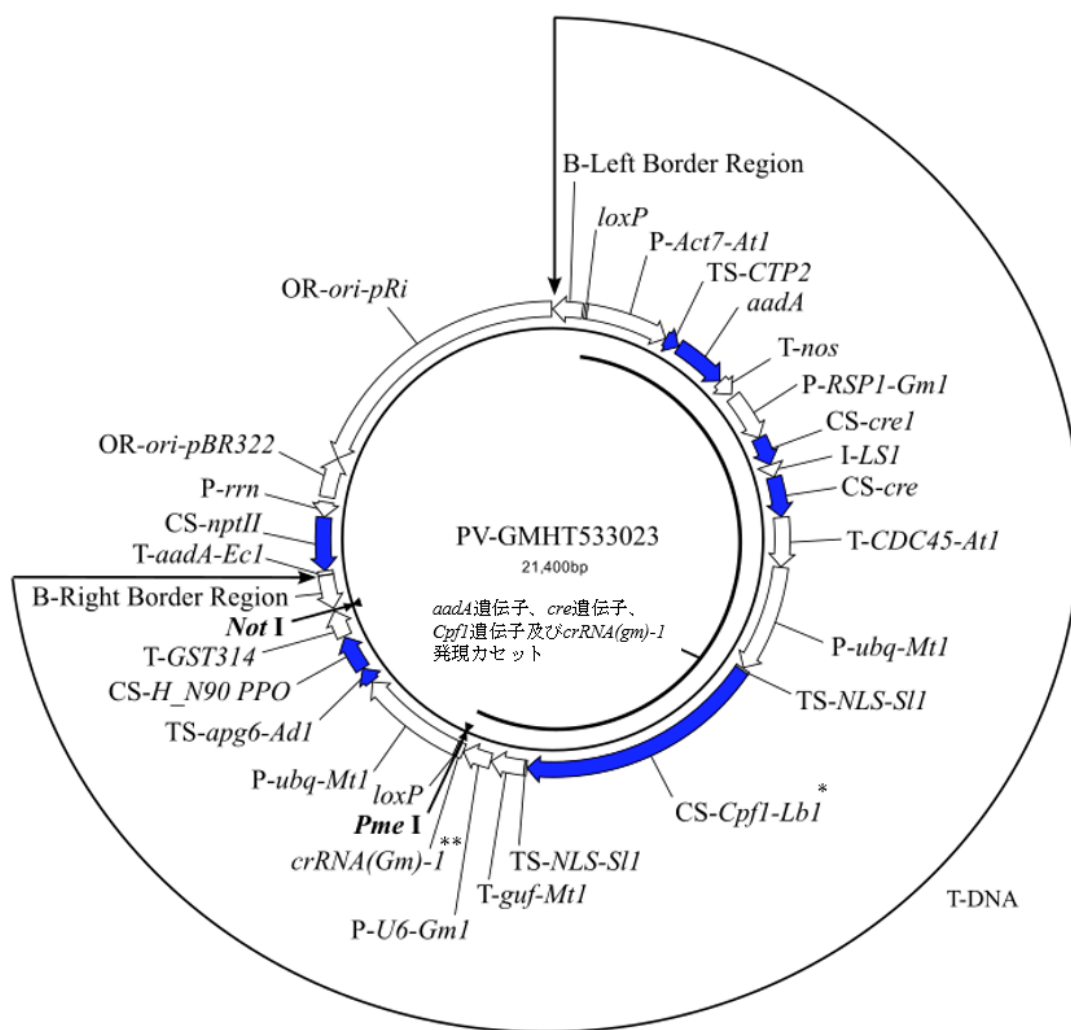 B-Left Border Region
loxP
P-Act7-At1
TS-CTP2
aadA
T-nos
P-RSP1-Gm1
CS-cre1
I-LS1
CS-cre
T-CDC45-At1
P-ubq-Mt1
TS-NLS-Sl1
CS-Cpf1-Lb1*
TS-NLS-Sl1
T-guf-Mt1
P-U6-Gm1
crRNA(Gm)-1**
Pme I
loxP
P-ubq-Mt1
TS-apg6-Ad1
CS-H_N90 PPO
T-GST314
Not I
B-Right Border Region
T-aadA-Ec1
CS-nptII
P-rrn
OR-ori-pBR322
OR-ori-pRi
PV-GMHT533023
21,400bp
aadA遺伝子、cre遺伝子、
Cpf1遺伝子及びcrRNA(gm)-1
発現カセット
T-DNA